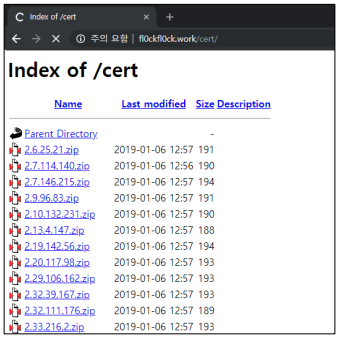 Index of /cert
주의 요함 | fl0ckfl0ck.work/cert/
Index of /cert
Name Last modified Size Description
Parent Directory -
2.6.25.21.zip 2019-01-06 12:57 191
2.7.114.140.zip 2019-01-06 12:56 190
2.7.146.215.zip 2019-01-06 12:57 194
2.9.96.83.zip 2019-01-06 12:57 191
2.10.132.231.zip 2019-01-06 12:57 190
2.13.4.147.zip 2019-01-06 12:57 188
2.19.142.56.zip 2019-01-06 12:57 194
2.20.117.98.zip 2019-01-06 12:57 193
2.29.106.162.zip 2019-01-06 12:57 193
2.32.39.167.zip 2019-01-06 12:57 193
2.32.111.176.zip 2019-01-06 12:57 189
2.33.216.2.zip 2019-01-06 12:57 193